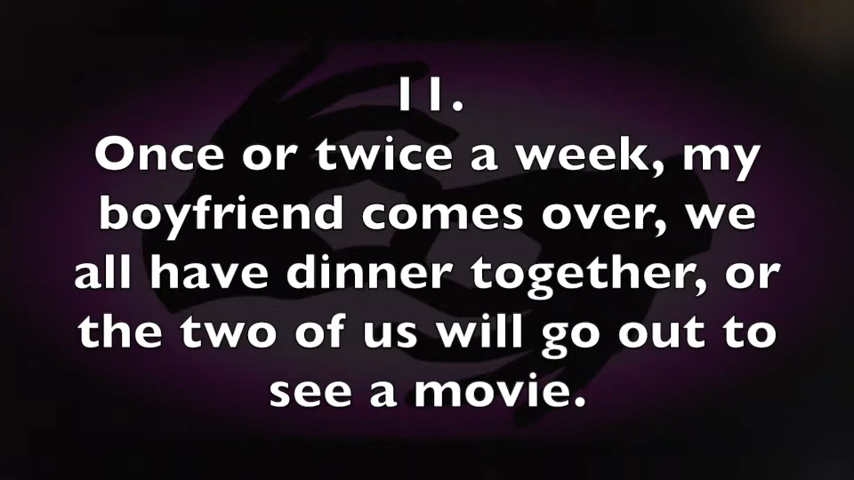 11.
Once or twice a week, my
boyfriend comes over, we
all have dinner together, or
the two of us will go out to
see a movie.